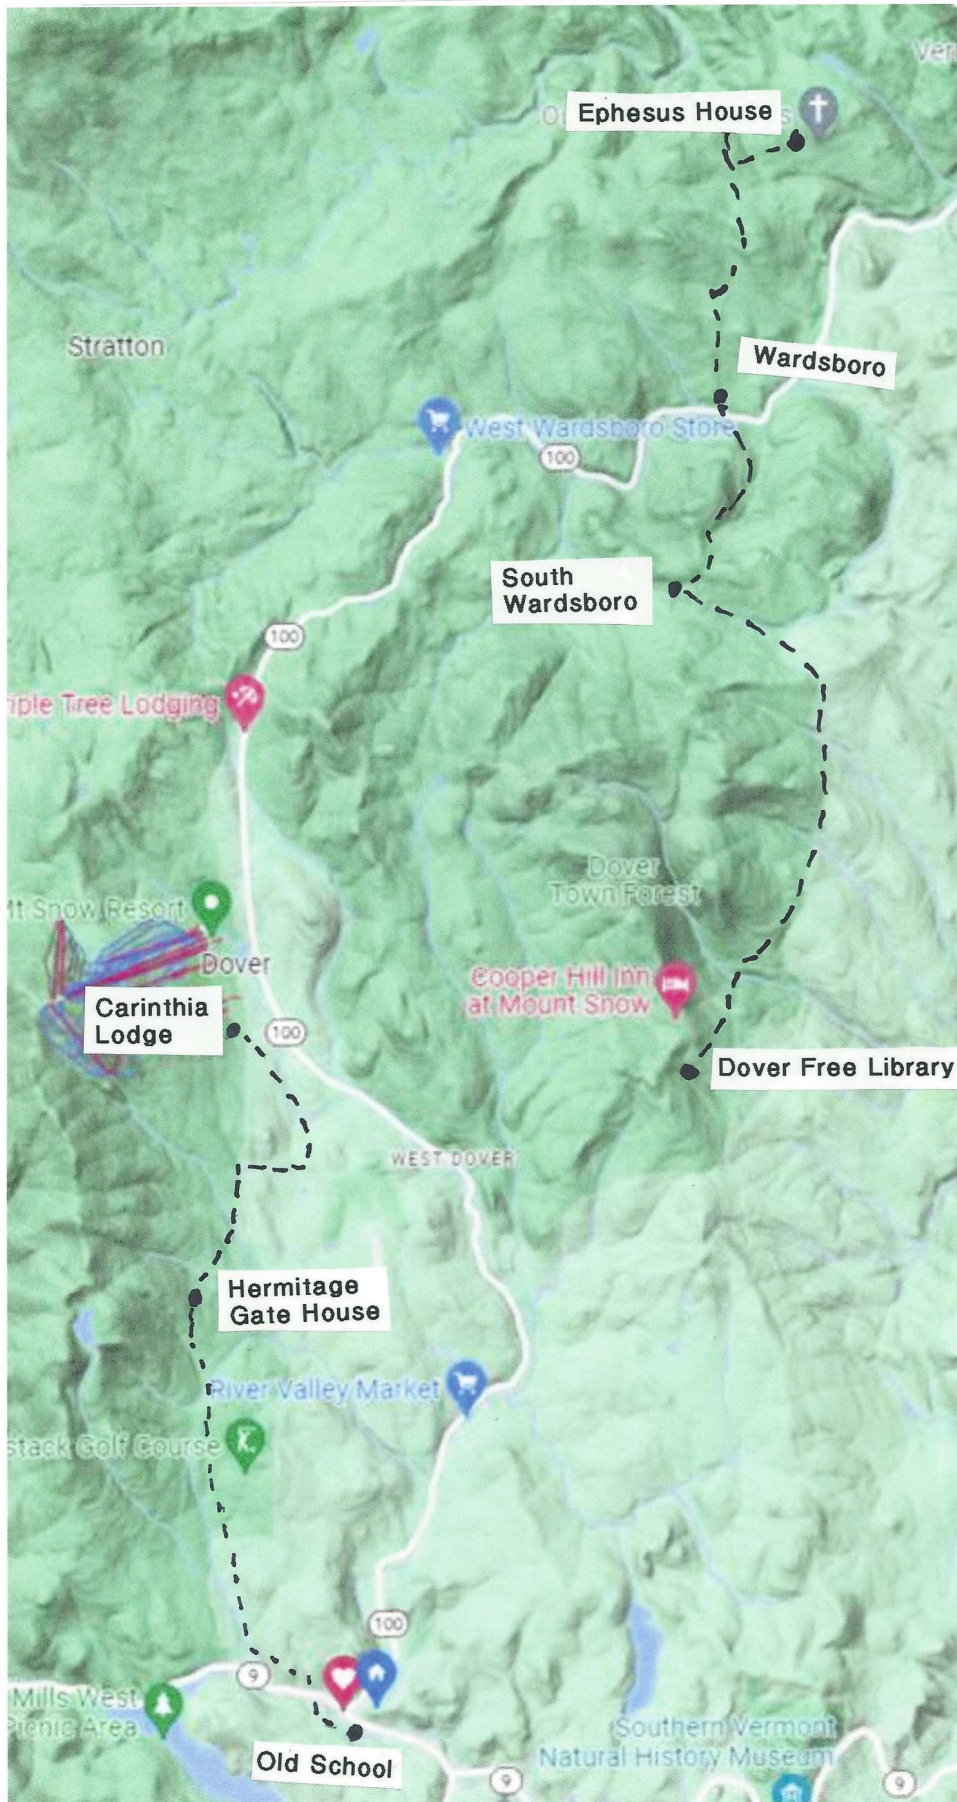 Ver
Ephesus House
Stratton
Wardsboro
West Wardsboro Store
100
South
Wardsboro
100
riple Tree Lodging
Dover
Town Forest
Mt Snow Resort
Dover
Cooper Hill Inn
at Mount Snow
Carinthia
Lodge
100
Dover Free Library
WEST DOVER
Hermitage
Gate House
River Valley Market
stack Golf Course
100
9
Mills West
Picnic Area
Old School
Southern Vermont
Natural History Museum
9
9